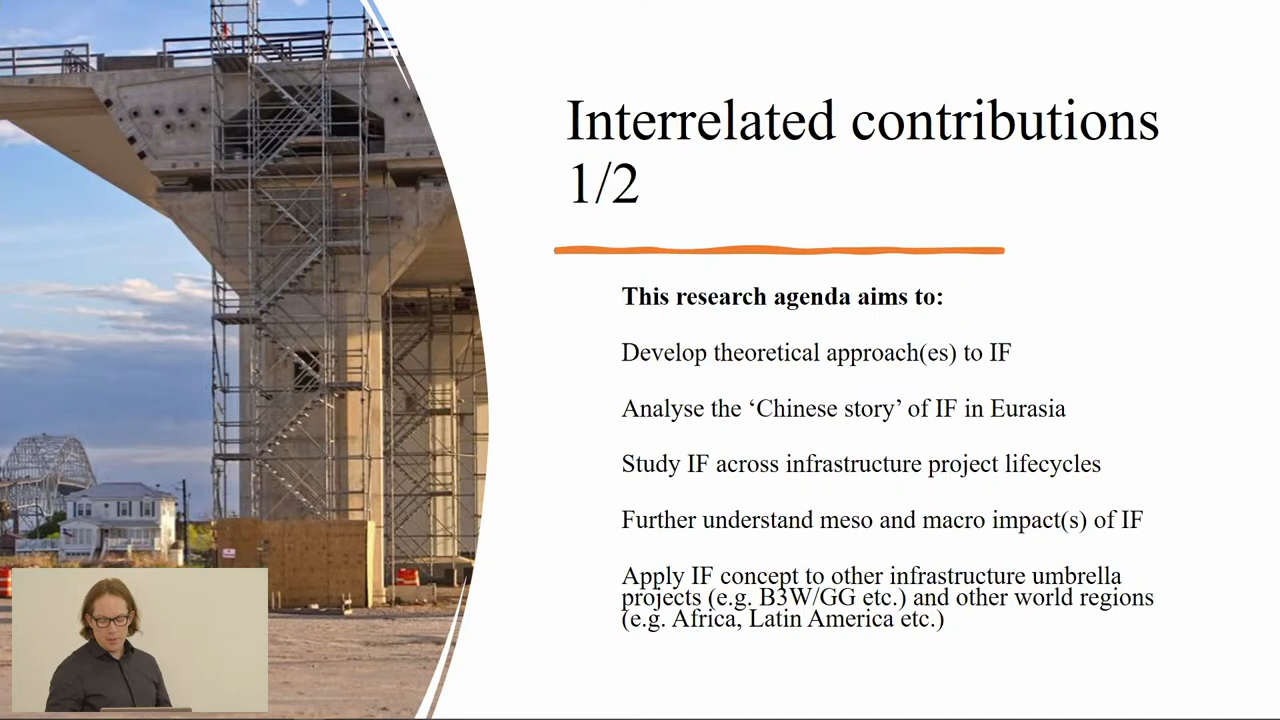 Interrelated contributions
1/2
This research agenda aims to:
Develop theoretical approach(es) to IF
Analyse the ‘Chinese story’ of IF in Eurasia
Study IF across infrastructure project lifecycles
Further understand meso and macro impact(s) of IF
Apply IF concept to other infrastructure umbrella
projects (e.g. B3W/GG etc.) and other world regions
(e.g. Africa, Latin America etc.)